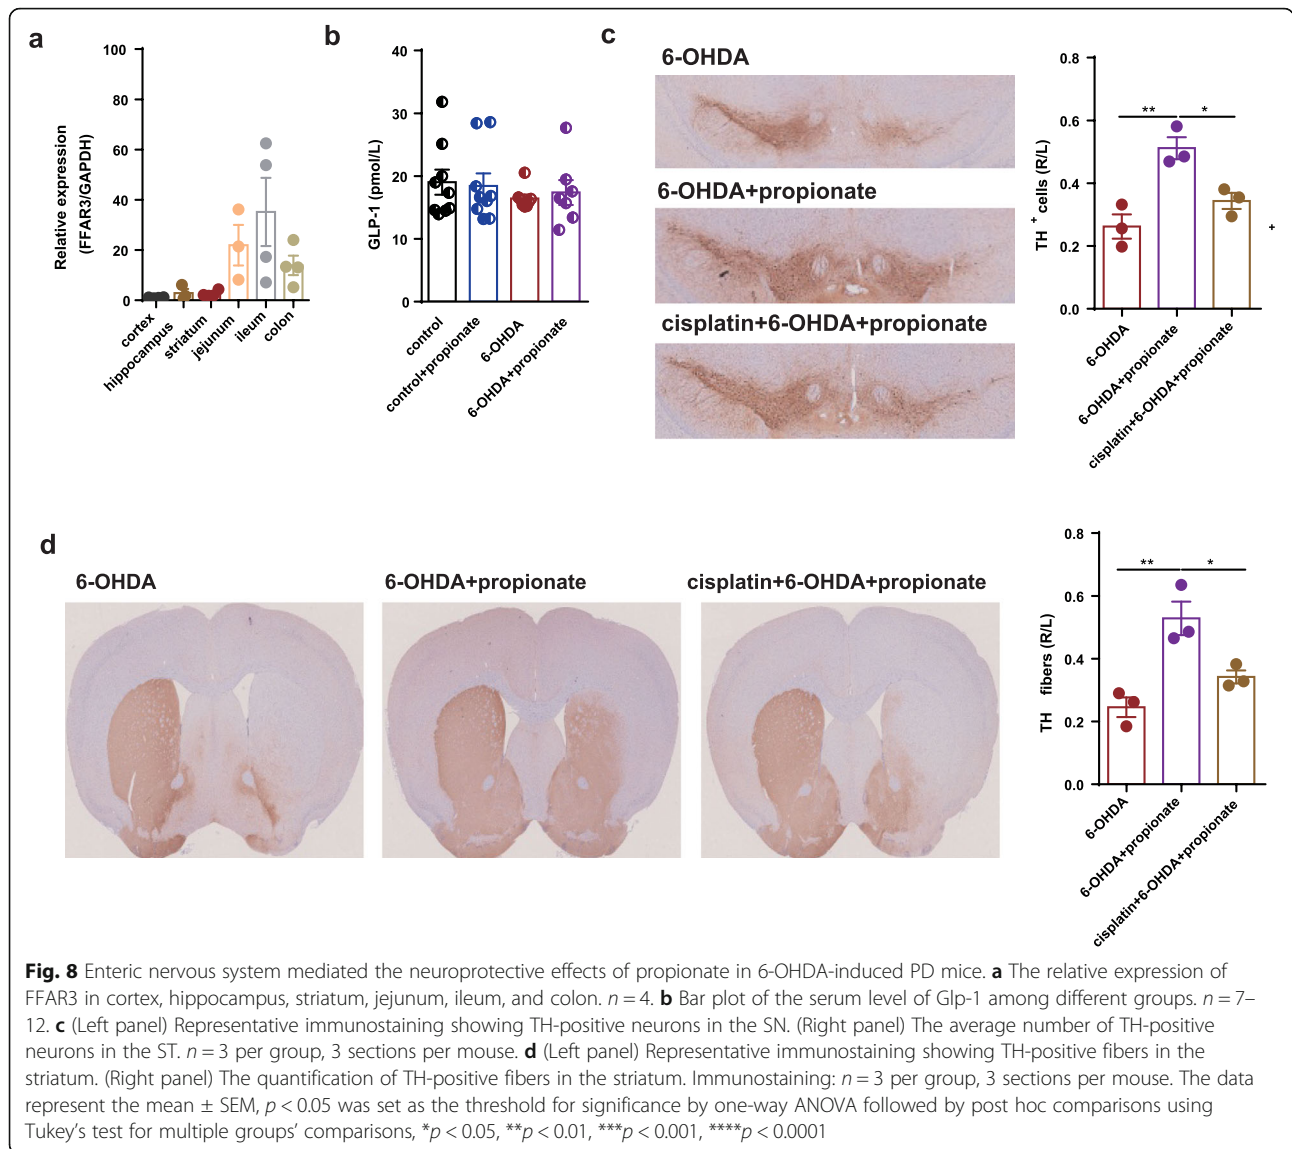 a
100
80
60
40
20
0
Relative expression
(FFAR3/GAPDH)
cortex
hippocampus
striatum
jejunum
ileum
colon
b
40
30
20
10
0
GLP-1 (pmol/L)
control
control+propionate
6-OHDA
6-OHDA+propionate
c
6-OHDA
6-OHDA+propionate
cisplatin+6-OHDA+propionate
0.8
0.6
0.4
0.2
0.0
TH + cells (R/L)
** *
+
6-OHDA
6-OHDA+propionate
cisplatin+6-OHDA+propionate
d
6-OHDA
6-OHDA+propionate
cisplatin+6-OHDA+propionate
0.8
0.6
0.4
0.2
0.0
TH fibers (R/L)
** *
6-OHDA
6-OHDA+propionate
cisplatin+6-OHDA+propionate
Fig. 8 Enteric nervous system mediated the neuroprotective effects of propionate in 6-OHDA-induced PD mice. a The relative expression of
FFAR3 in cortex, hippocampus, striatum, jejunum, ileum, and colon. n = 4. b Bar plot of the serum level of Glp-1 among different groups. n = 7–
12. c (Left panel) Representative immunostaining showing TH-positive neurons in the SN. (Right panel) The average number of TH-positive
neurons in the ST. n = 3 per group, 3 sections per mouse. d (Left panel) Representative immunostaining showing TH-positive fibers in the
striatum. (Right panel) The quantification of TH-positive fibers in the striatum. Immunostaining: n = 3 per group, 3 sections per mouse. The data
represent the mean ± SEM, p < 0.05 was set as the threshold for significance by one-way ANOVA followed by post hoc comparisons using
Tukey's test for multiple groups' comparisons, *p < 0.05, **p < 0.01, ***p < 0.001, ****p < 0.0001